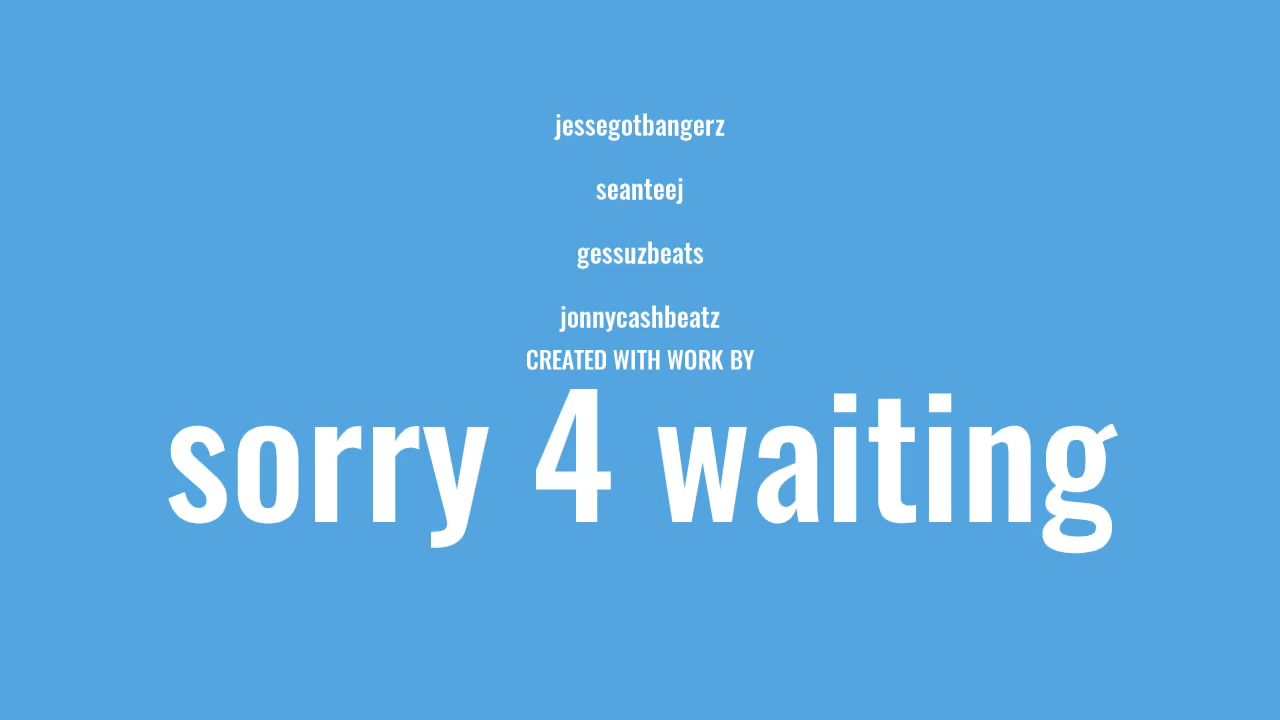 jessegotbangerz
seanteej
gessuzbeats
jonnycashbeatz
CREATED WITH WORK BY
sorry 4 waiting